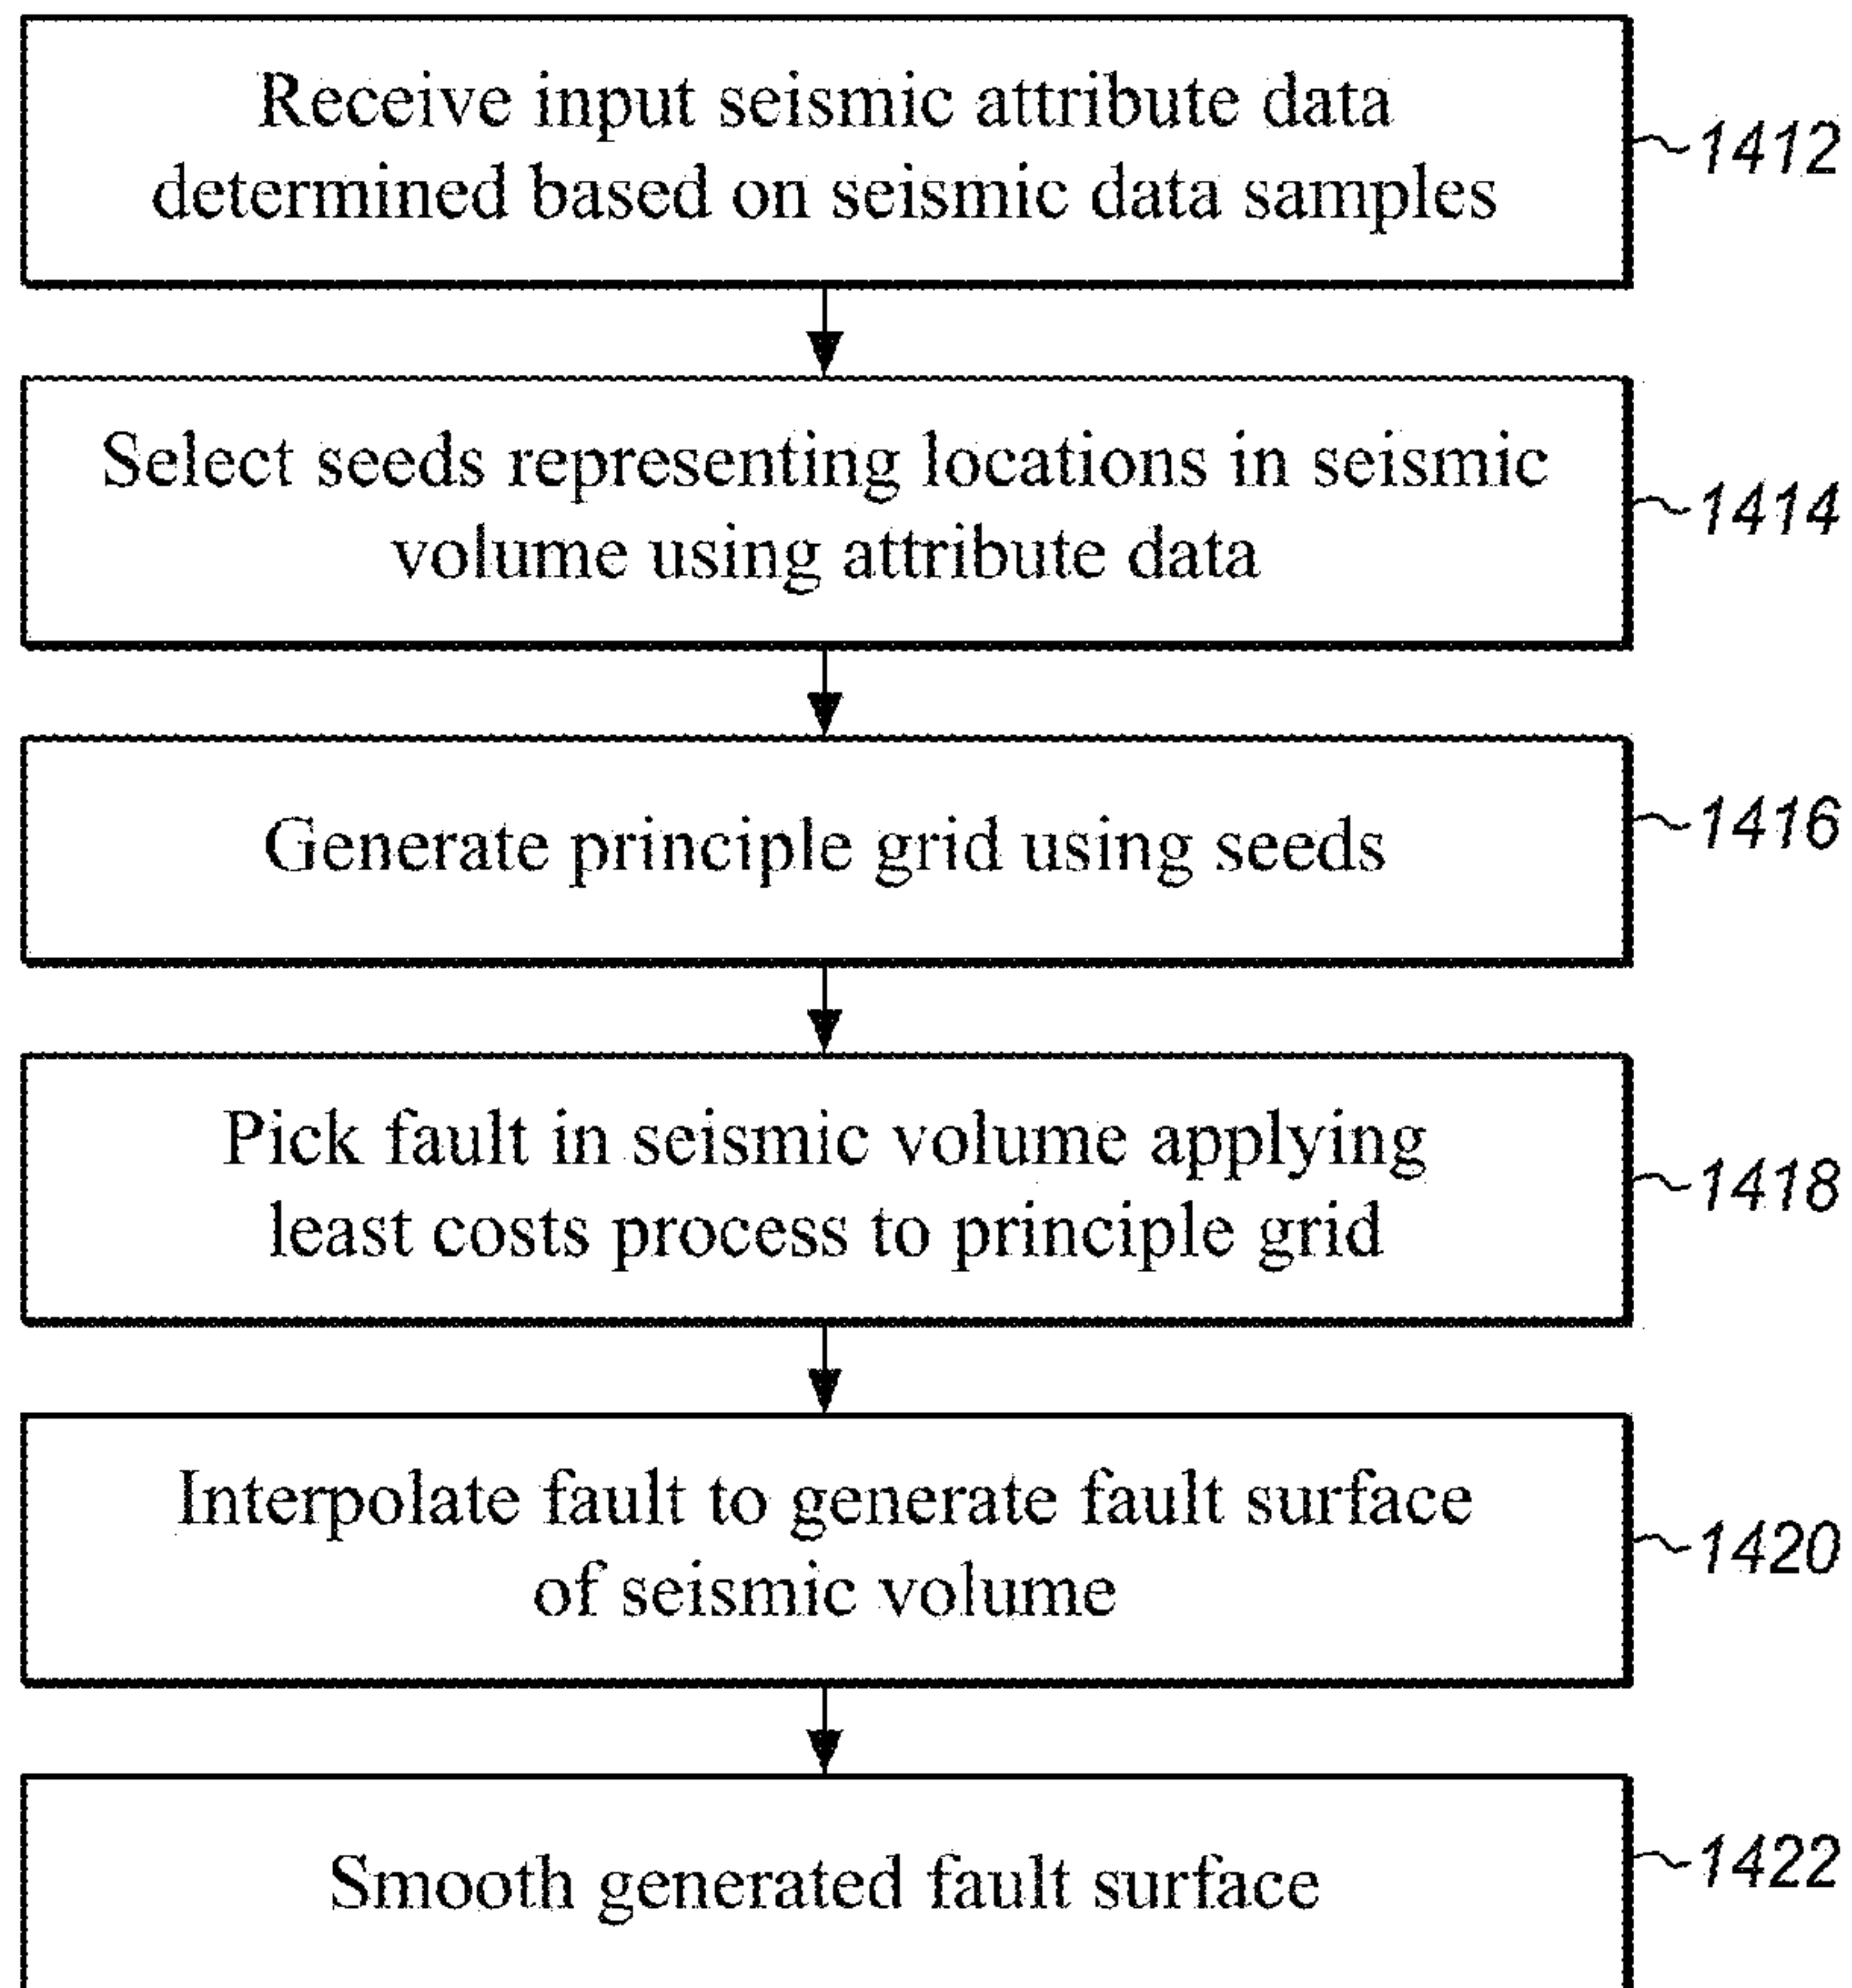 Receive input seismic attribute data
determined based on seismic data samples
1412
Select seeds representing locations in seismic
volume using attribute data
1414
Generate principle grid using seeds
1416
Pick fault in seismic volume applying
least costs process to principle grid
1418
Interpolate fault to generate fault surface
of seismic volume
1420
Smooth generated fault surface
1422